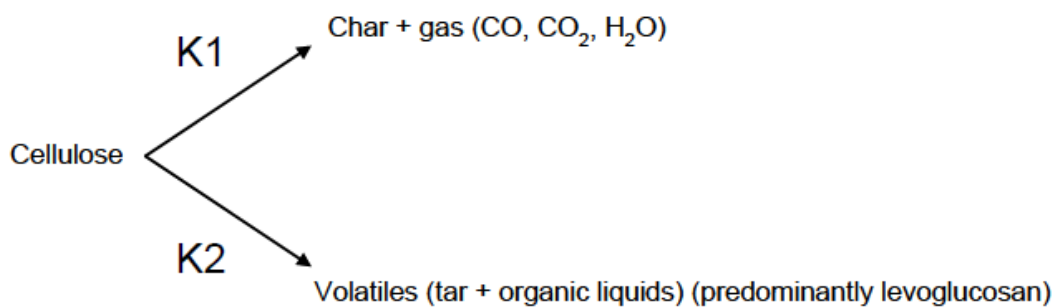 Char + gas (CO, CO₂, H₂O)
K1
Cellulose
K2
Volatiles (tar + organic liquids) (predominantly levoglucosan)